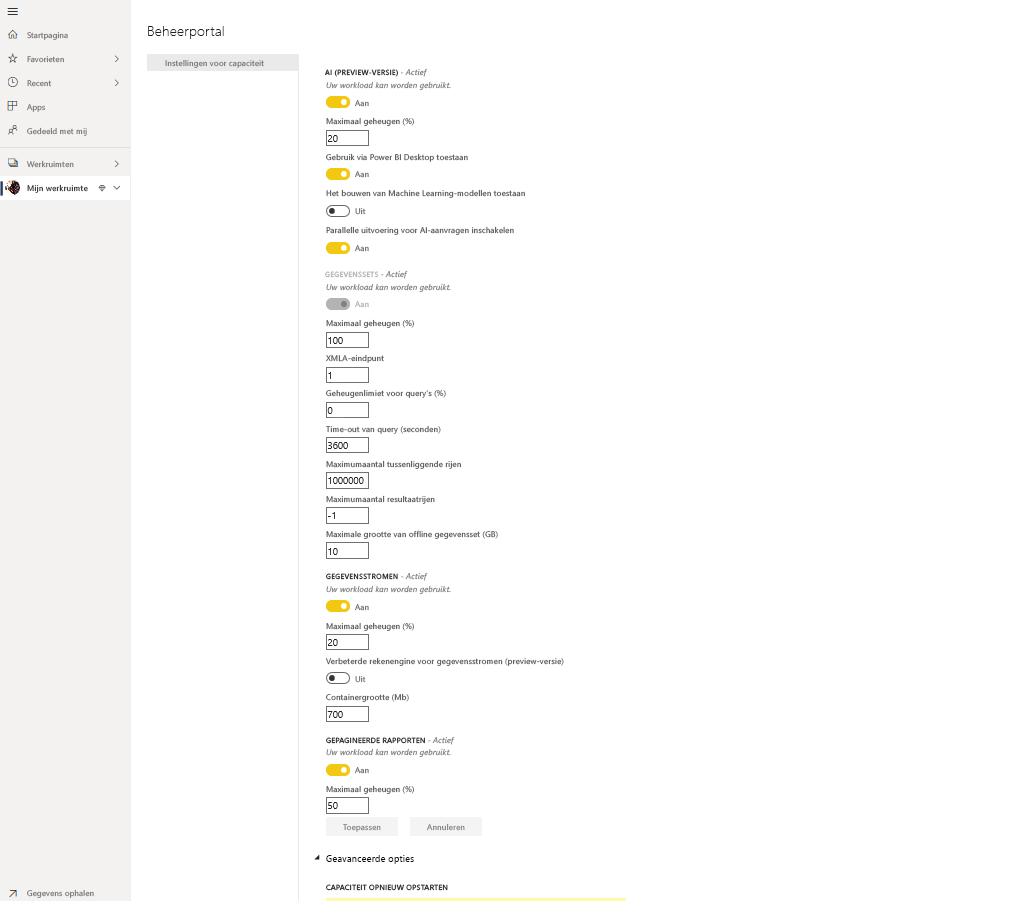 Beheerportal
Startpagina
Favorieten
Recent
Apps
Gedeeld met mij
Werkruimten
Mijn werkruimte
Gegevens ophalen
Instellingen voor capaciteit
AI (PREVIEW-VERSIE) - Actief
Uw workload kan worden gebruikt.
Aan
Maximaal geheugen (%)
20
Gebruik via Power BI Desktop toestaan
Aan
Het bouwen van Machine Learning-modellen toestaan
Uit
Parallelle uitvoering voor AI-aanvragen inschakelen
Aan
GEGEVENSSETS - Actief
Uw workload kan worden gebruikt.
Aan
Maximaal geheugen (%)
100
XMLA-eindpunt
1
Geheugenlimiet voor query's (%)
0
Time-out van query (seconden)
3600
Maximumaantal tussenliggende rijen
1000000
Maximumaantal resultaatrijen
-1
Maximale grootte van offline gegevensset (GB)
10
GEGEVENSSTROMEN - Actief
Uw workload kan worden gebruikt.
Aan
Maximaal geheugen (%)
20
Verbeterde rekenengine voor gegevensstromen (preview-versie)
Uit
Containergrootte (Mb)
700
GEPAGINEERDE RAPPORTEN - Actief
Uw workload kan worden gebruikt.
Aan
Maximaal geheugen (%)
50
Toepassen Annuleren
Geavanceerde opties
CAPACITEIT OPNIEUW OPSTARTEN